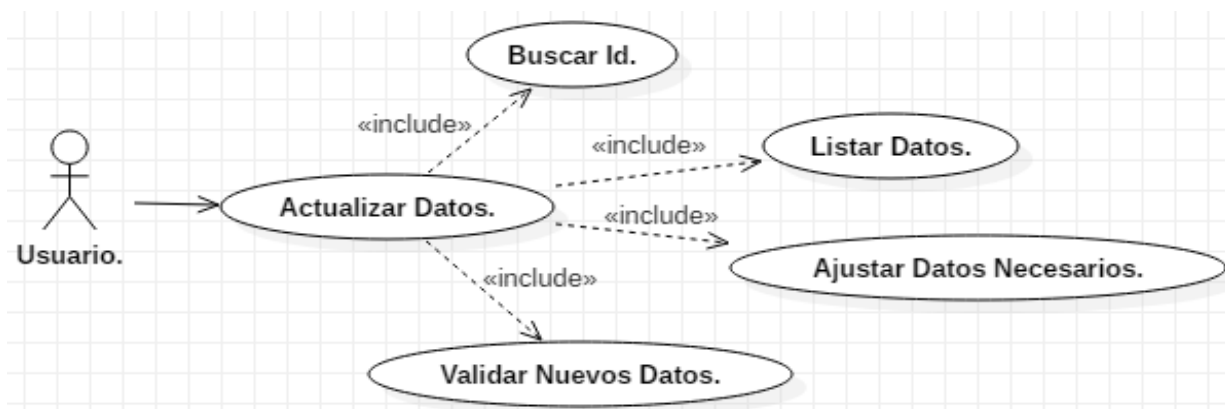 Buscar Id.
«include»
«include»
Listar Datos.
Actualizar Datos.
«include»
Usuario.
Ajustar Datos Necesarios.
«include»
Validar Nuevos Datos.